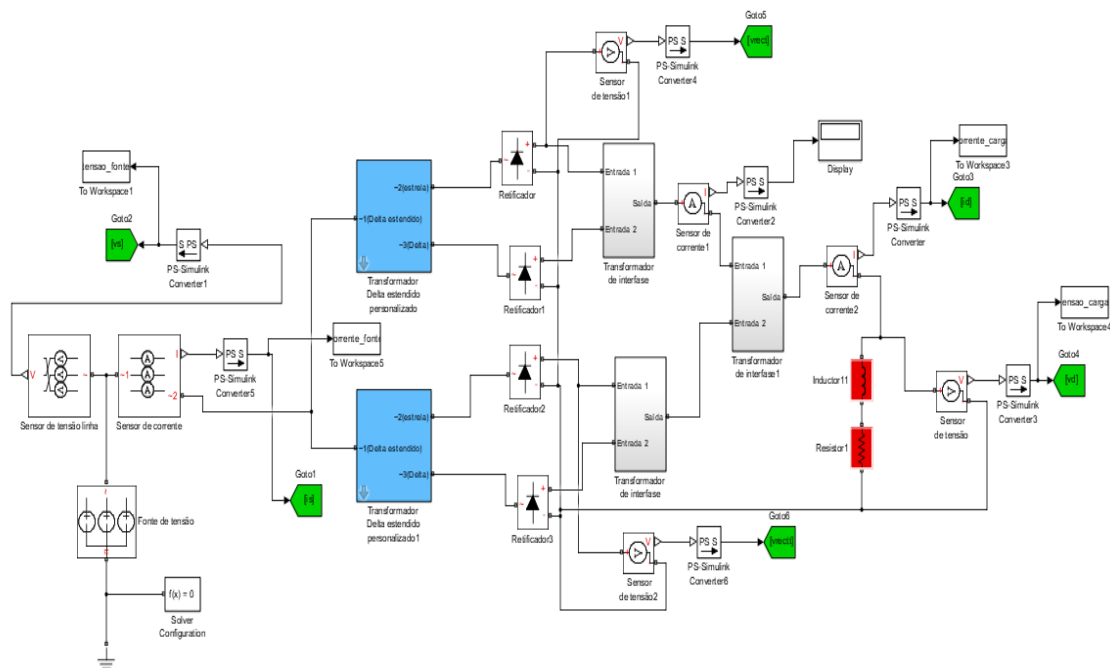 Goto5
[vrect]
V
PS S
PS-Simulink
Converter4
Sensor
de tensão1
tensao_fonte
To Workspace1
Goto2
[vs]
S PS
PS-Simulink
Converter1
~2(estrela)
~1(Delta estendido)
~3(Delta)
Transformador
Delta estendido
personalizado
Retificador
Retificador1
Entrada 1
Saída
Entrada 2
Transformador
de interfase
Sensor de
corrente1
I
PS S
PS-Simulink
Converter2
Display
orrente_carga
To Workspace3
Goto3
[id]
PS S
PS-Simulink
Converter
Entrada 1
Saída
Entrada 2
Transformador
de interfase1
I
Sensor de
corrente2
V
Sensor de tensão linha
~1
I
~2
Sensor de corrente
PS S
PS-Simulink
Converter5
orrente_fonte
To Workspace5
~2(estrela)
~1(Delta estendido)
~3(Delta)
Transformador
Delta estendido
personalizado1
Retificador2
Retificador3
Entrada 1
Saída
Entrada 2
Transformador
de interfase
Inductor11
Resistor1
V
Sensor
de tensão
PS S
PS-Simulink
Converter3
ensao_carga
To Workspace4
Goto4
[vd]
Goto1
[is]
Fonte de tensão
f(x) = 0
Solver
Configuration
V
Sensor
de tensão2
PS S
PS-Simulink
Converter6
Goto6